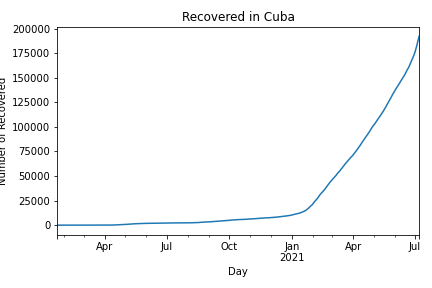 Recovered in Cuba
200000
175000
150000
125000
100000
75000
50000
25000
0
Number of Recovered
Apr Jul Oct Jan Apr Jul
2021
Day